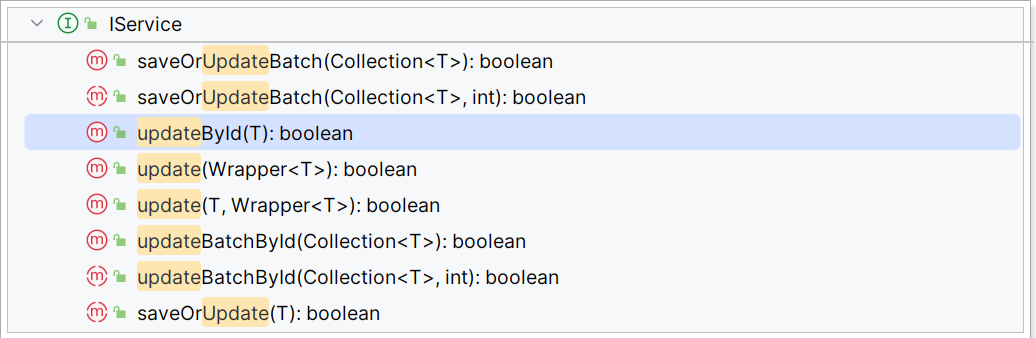 IService
saveOrUpdateBatch(Collection<T>): boolean
saveOrUpdateBatch(Collection<T>, int): boolean
updateById(T): boolean
update(Wrapper<T>): boolean
update(T, Wrapper<T>): boolean
updateBatchById(Collection<T>): boolean
updateBatchById(Collection<T>, int): boolean
saveOrUpdate(T): boolean